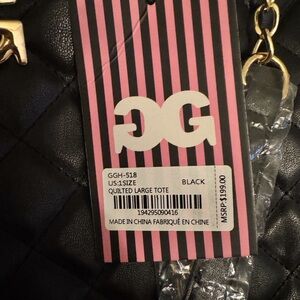 GG
GGH-518
US:1SIZE BLACK
QUILTED LARGE TOTE
194295090416
MADE IN CHINA FABRIQUÉ EN CHINE
MSRP:$199.00